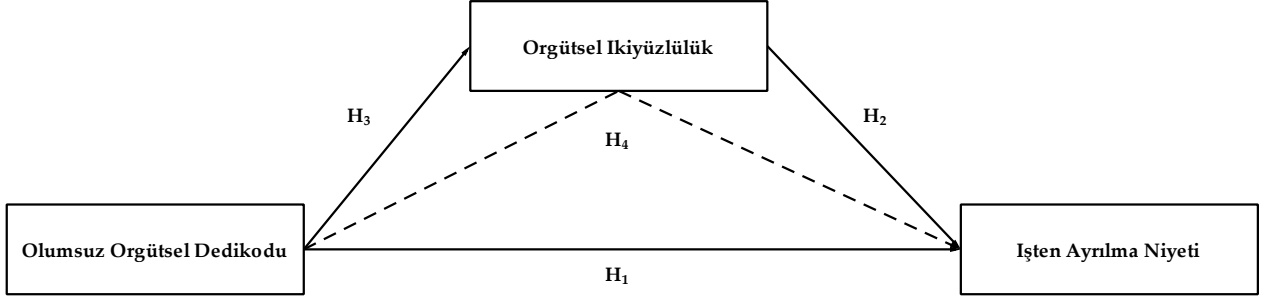 Orgütsel Ikiyüzlülük
H3
H2
H4
Olumsuz Orgütsel Dedikodu
Işten Ayrılma Niyeti
H1